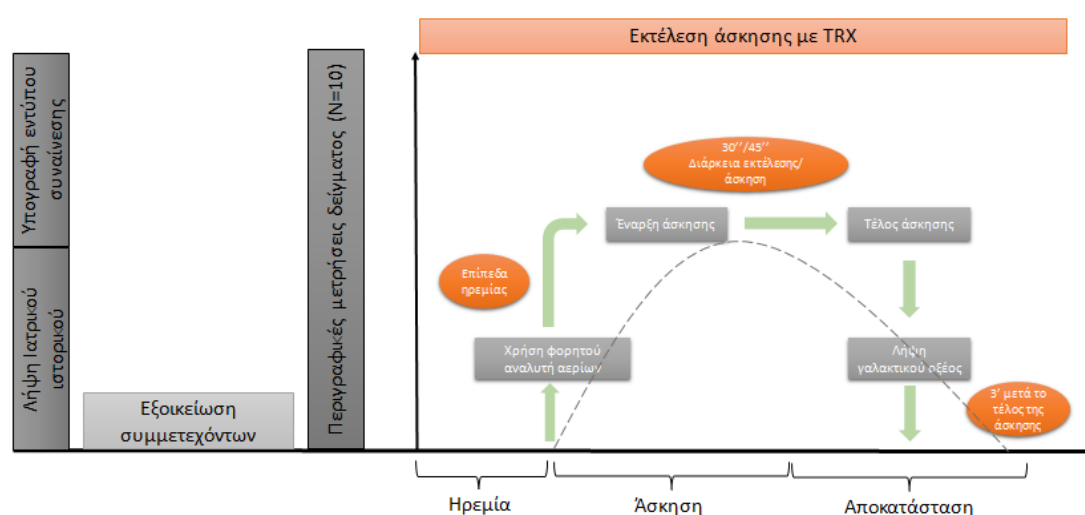 Εκτέλεση άσκησης με TRX
Υπογραφή εντύπου
συναίνεσης
Λήψη Ιατρικού
ιστορικού
Εξοικείωση
συμμετεχόντων
Περιγραφικές μετρήσεις δείγματος (N=10)
30’’/45’’
Διάρκεια εκτέλεσης/
άσκηση
Έναρξη άσκησης
Τέλος άσκησης
Επίπεδα
ηρεμίας
Χρήση φορητού
αναλυτή αερίων
Λήψη
γαλακτικού οξέος
3’ μετά το
τέλος της
άσκησης
Ηρεμία
Άσκηση
Αποκατάσταση